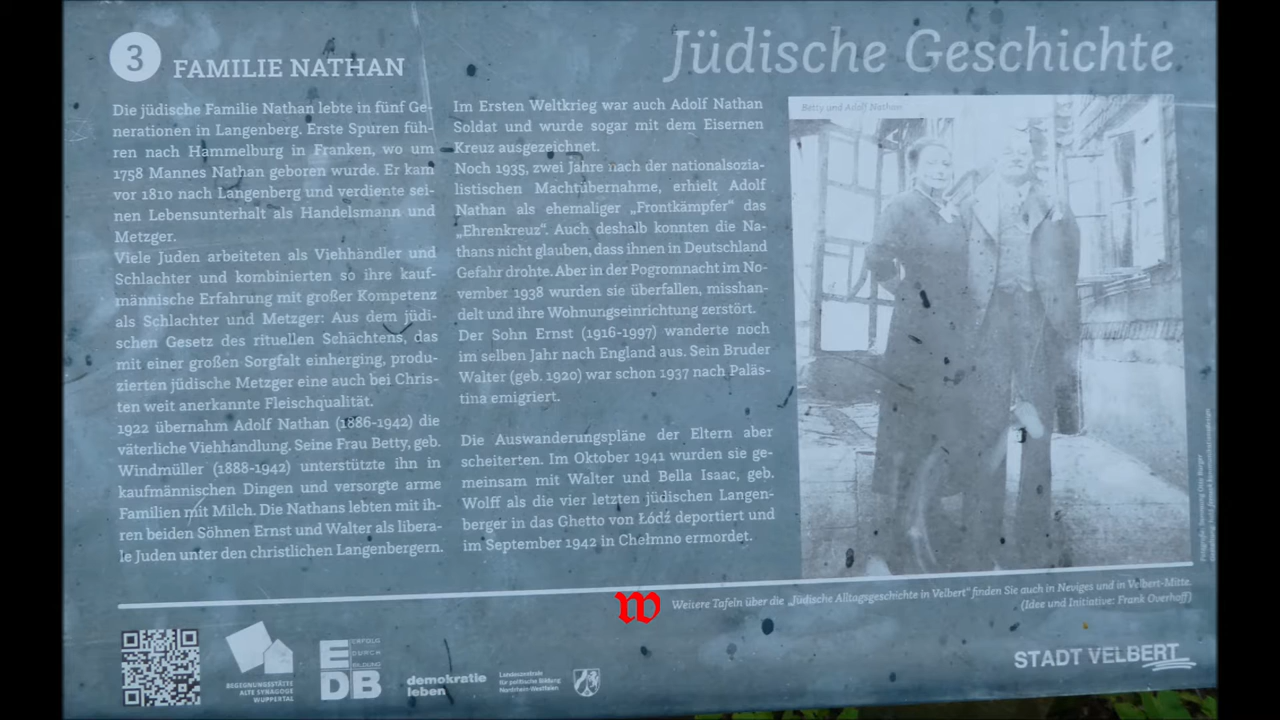 3
FAMILIE NATHAN
Jüdische Geschichte
Die jüdische Familie Nathan lebte in fünf Ge-
nerationen in Langenberg. Erste Spuren füh-
ren nach Hammelburg in Franken, wo um
1758 Mannes Nathan geboren wurde. Er kam
vor 1810 nach Langenberg und verdiente sei-
nen Lebensunterhalt als Handelsmann und
Metzger.
Viele Juden arbeiteten als Viehhändler und
Schlachter und kombinierten so ihre kauf-
männische Erfahrung mit großer Kompetenz
als Schlachter und Metzger: Aus dem jüdi-
schen Gesetz des rituellen Schächtens, das
mit einer großen Sorgfalt einherging, produ-
zierten jüdische Metzger eine auch bei Chris-
ten weit anerkannte Fleischqualität.
1922 übernahm Adolf Nathan (1886-1942) die
väterliche Viehhandlung. Seine Frau Betty, geb.
Windmüller (1888-1942) unterstützte ihn in
kaufmännischen Dingen und versorgte arme
Familien mit Milch. Die Nathans lebten mit ih-
ren beiden Söhnen Ernst und Walter als libera-
le Juden unter den christlichen Langenbergern.
Im Ersten Weltkrieg war auch Adolf Nathan
Soldat und wurde sogar mit dem Eisernen
Kreuz ausgezeichnet.
Noch 1935, zwei Jahre nach der nationalsozia-
listischen Machtübernahme, erhielt Adolf
Nathan als ehemaliger „Frontkämpfer“ das
„Ehrenkreuz“. Auch deshalb konnten die Na-
thans nicht glauben, dass ihnen in Deutschland
Gefahr drohte. Aber in der Pogromnacht im No-
vember 1938 wurden sie überfallen, misshan-
delt und ihre Wohnungseinrichtung zerstört.
Der Sohn Ernst (1916-1997) wanderte noch
im selben Jahr nach England aus. Sein Bruder
Walter (geb. 1920) war schon 1937 nach Paläs-
tina emigriert.
Die Auswanderungspläne der Eltern aber
scheiterten. Im Oktober 1941 wurden sie ge-
meinsam mit Walter und Bella Isaac, geb.
Wolff als die vier letzten jüdischen Langen-
berger in das Ghetto von Łódź deportiert und
im September 1942 in Chełmno ermordet.
Betty und Adolf Nathan
Weitere Tafeln über die „Jüdische Alltagsgeschichte in Velbert“ finden Sie auch in Neviges und in Velbert-Mitte.
(Idee und Initiative: Frank Overhoff)
BEGEGNUNGSSTÄTTE
ALTE SYNAGOGE
WUPPERTAL
E ERFOLG
DURCH
BILDUNG
DB
demokratie
leben
Landeszentrale
für politische Bildung
Nordrhein-Westfalen
STADT VELBERT
w